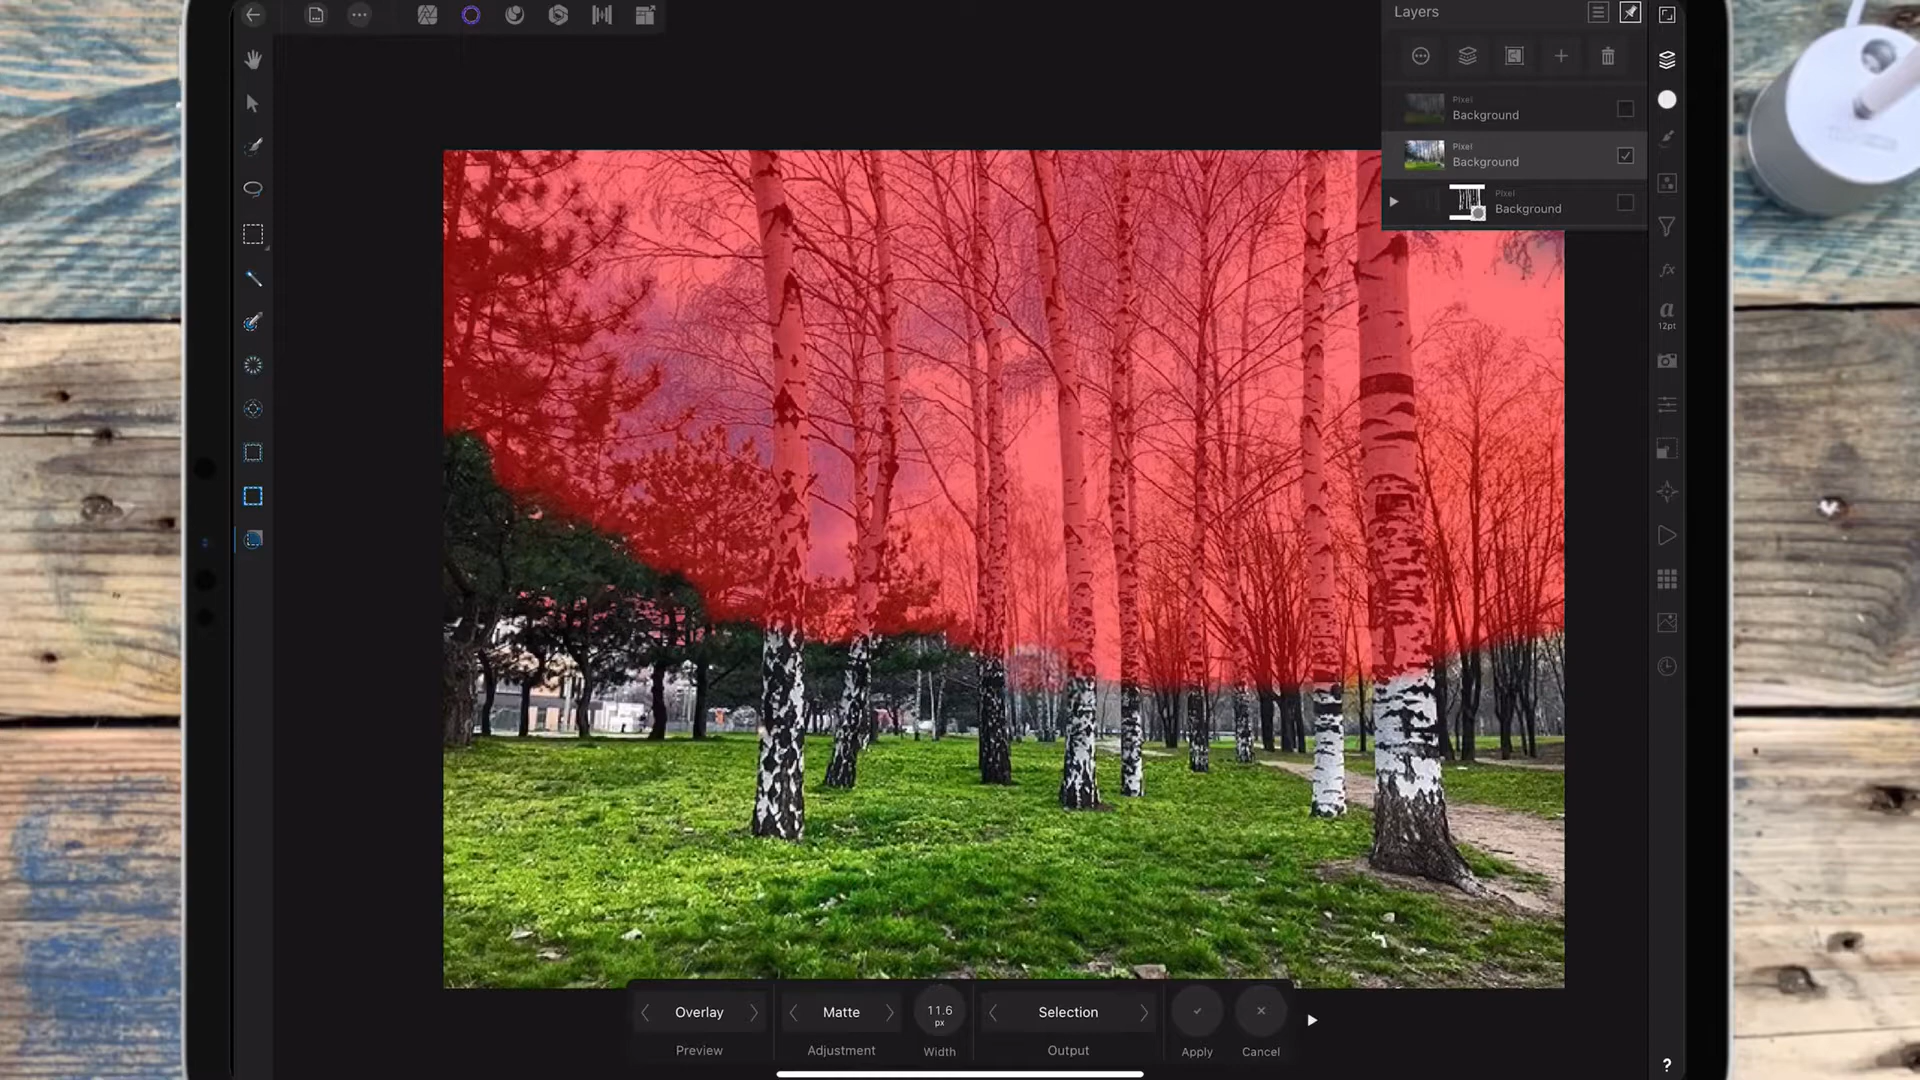 Layers
Pixel
Background
Pixel
Background
Pixel
Background
fx
a
12pt
Overlay
Preview
Matte
Adjustment
11.6
px
Width
Selection
Output
Apply
Cancel
?